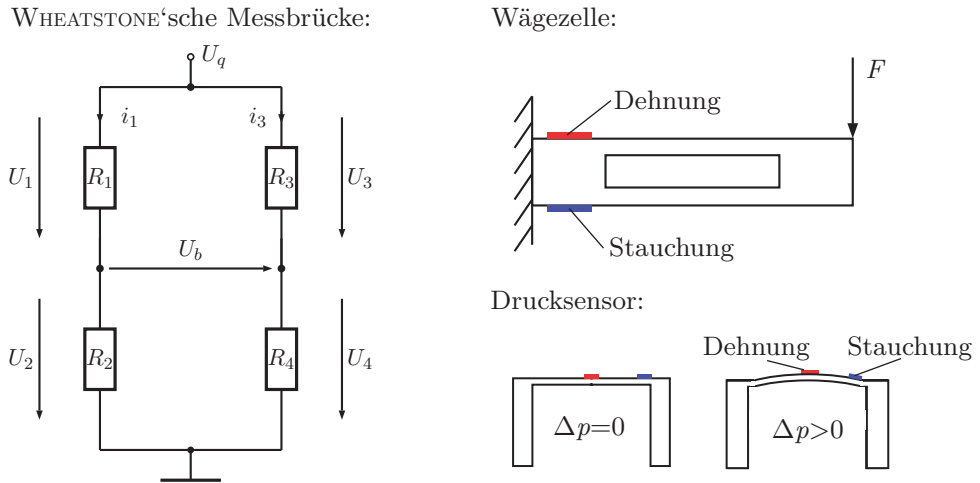 WHEATSTONE‘sche Messbrücke:
U_q
i_1
i_3
U_1
R_1
R_3
U_3
U_b
U_2
R_2
R_4
U_4
Wägezelle:
F
Dehnung
Stauchung
Drucksensor:
Dehnung
Stauchung
Δp=0
Δp>0